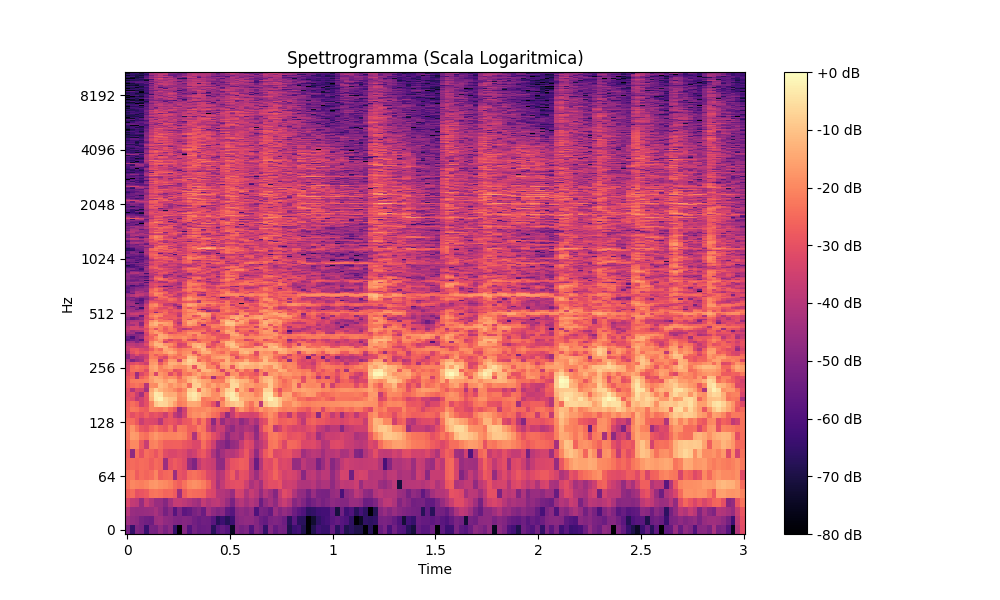 Spettrogramma (Scala Logaritmica)
Hz
8192
4096
2048
1024
512
256
128
64
0
0 0.5 1 1.5 2 2.5 3
Time
+0 dB
-10 dB
-20 dB
-30 dB
-40 dB
-50 dB
-60 dB
-70 dB
-80 dB